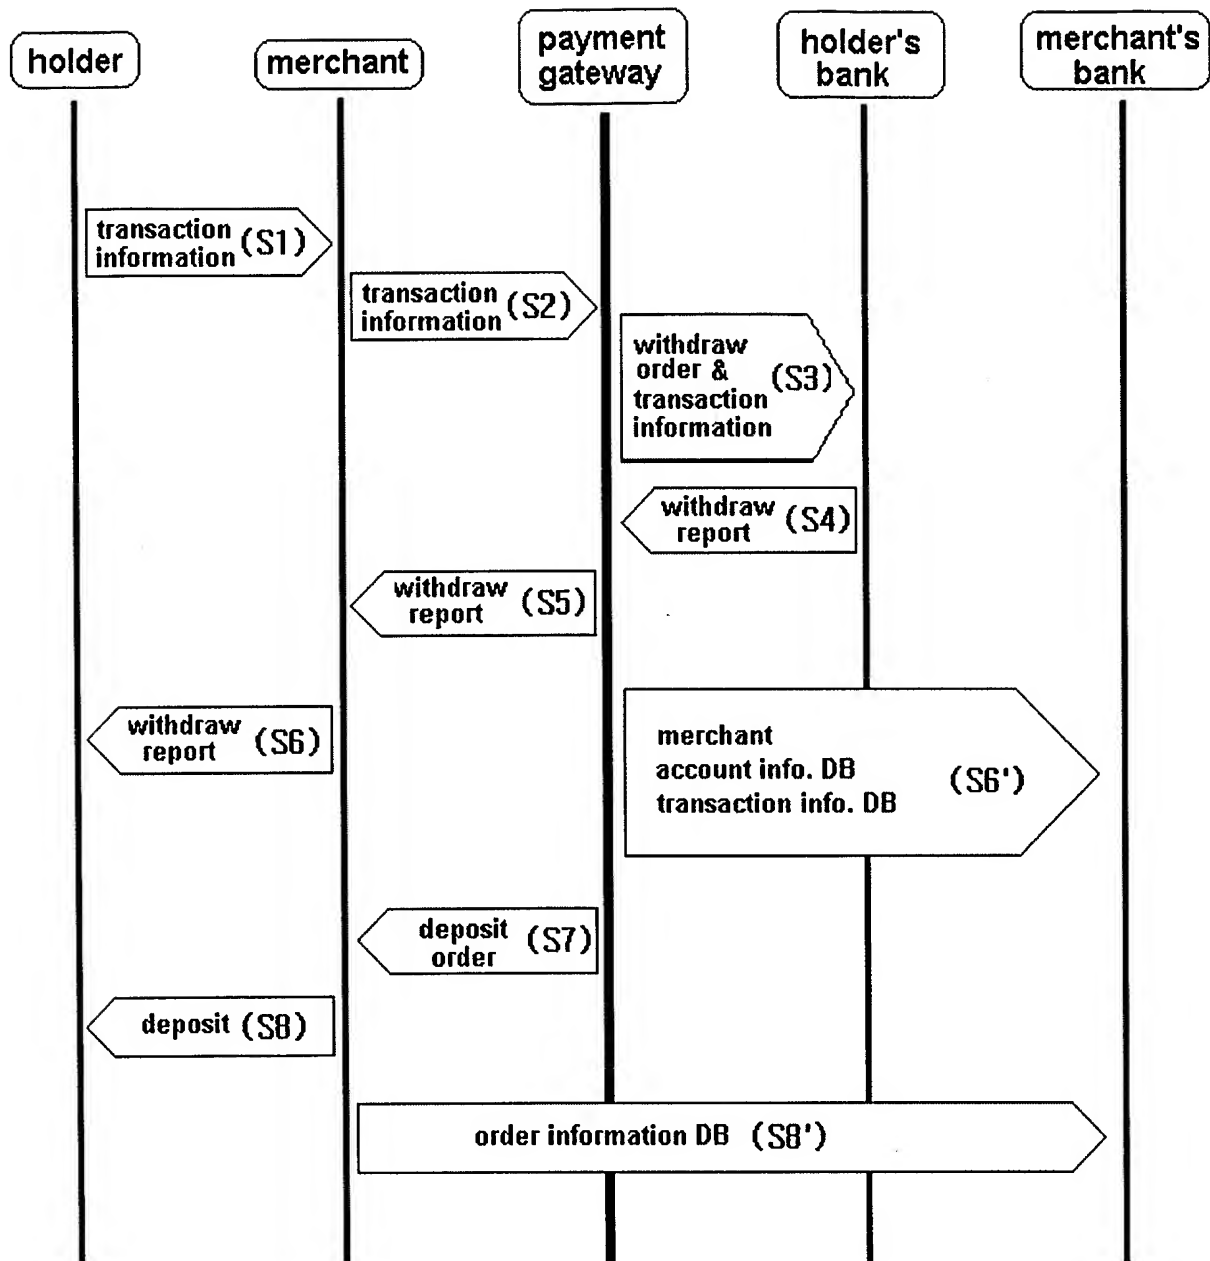 holder
merchant
payment
gateway
holder's
bank
merchant's
bank
transaction
information (S1)
transaction
information (S2)
withdraw
order &
transaction
information
(S3)
withdraw
report
(S4)
withdraw
report
(S5)
withdraw
report
(S6)
merchant
account info. DB
transaction info. DB
(S6')
deposit
order
(S7)
deposit (S8)
order information DB (S8')